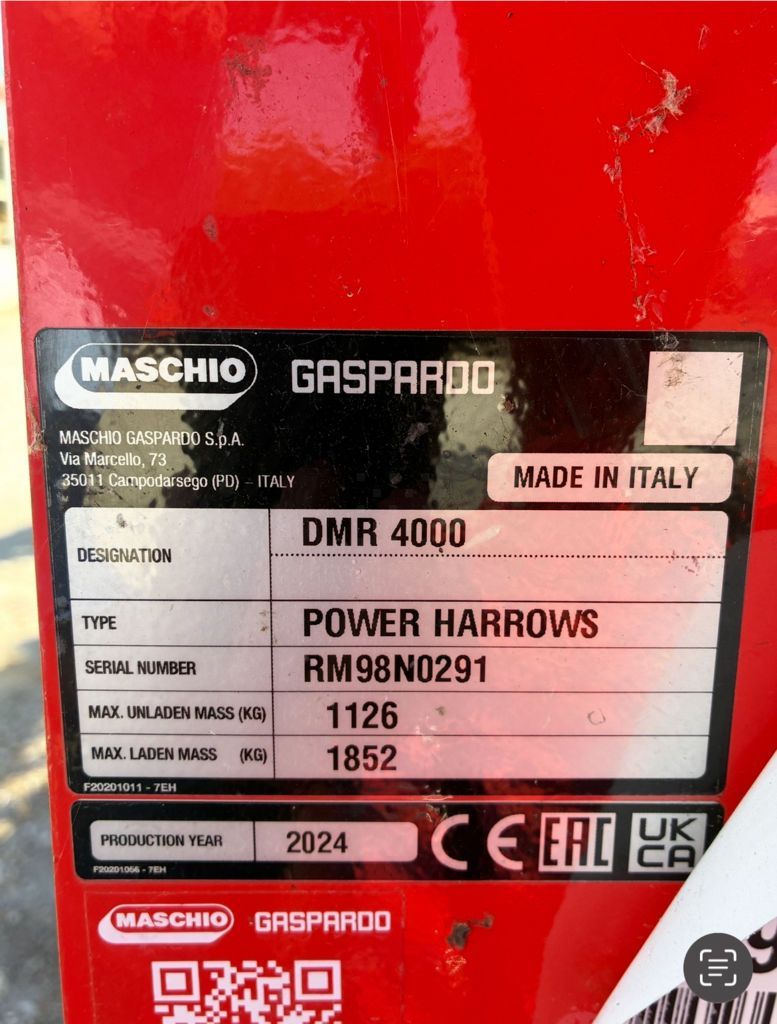 MASCHIO GASPARDO
MASCHIO GASPARDO S.p.A.
Via Marcello, 73
35011 Campodarsego (PD) – ITALY
MADE IN ITALY
DESIGNATION DMR 4000
TYPE POWER HARROWS
SERIAL NUMBER RM98N0291
MAX. UNLADEN MASS (KG) 1126
MAX. LADEN MASS (KG) 1852
F20201011 - 7EH
PRODUCTION YEAR 2024 CE EAC UK CA
F20201056 - 7EH
MASCHIO GASPARDO